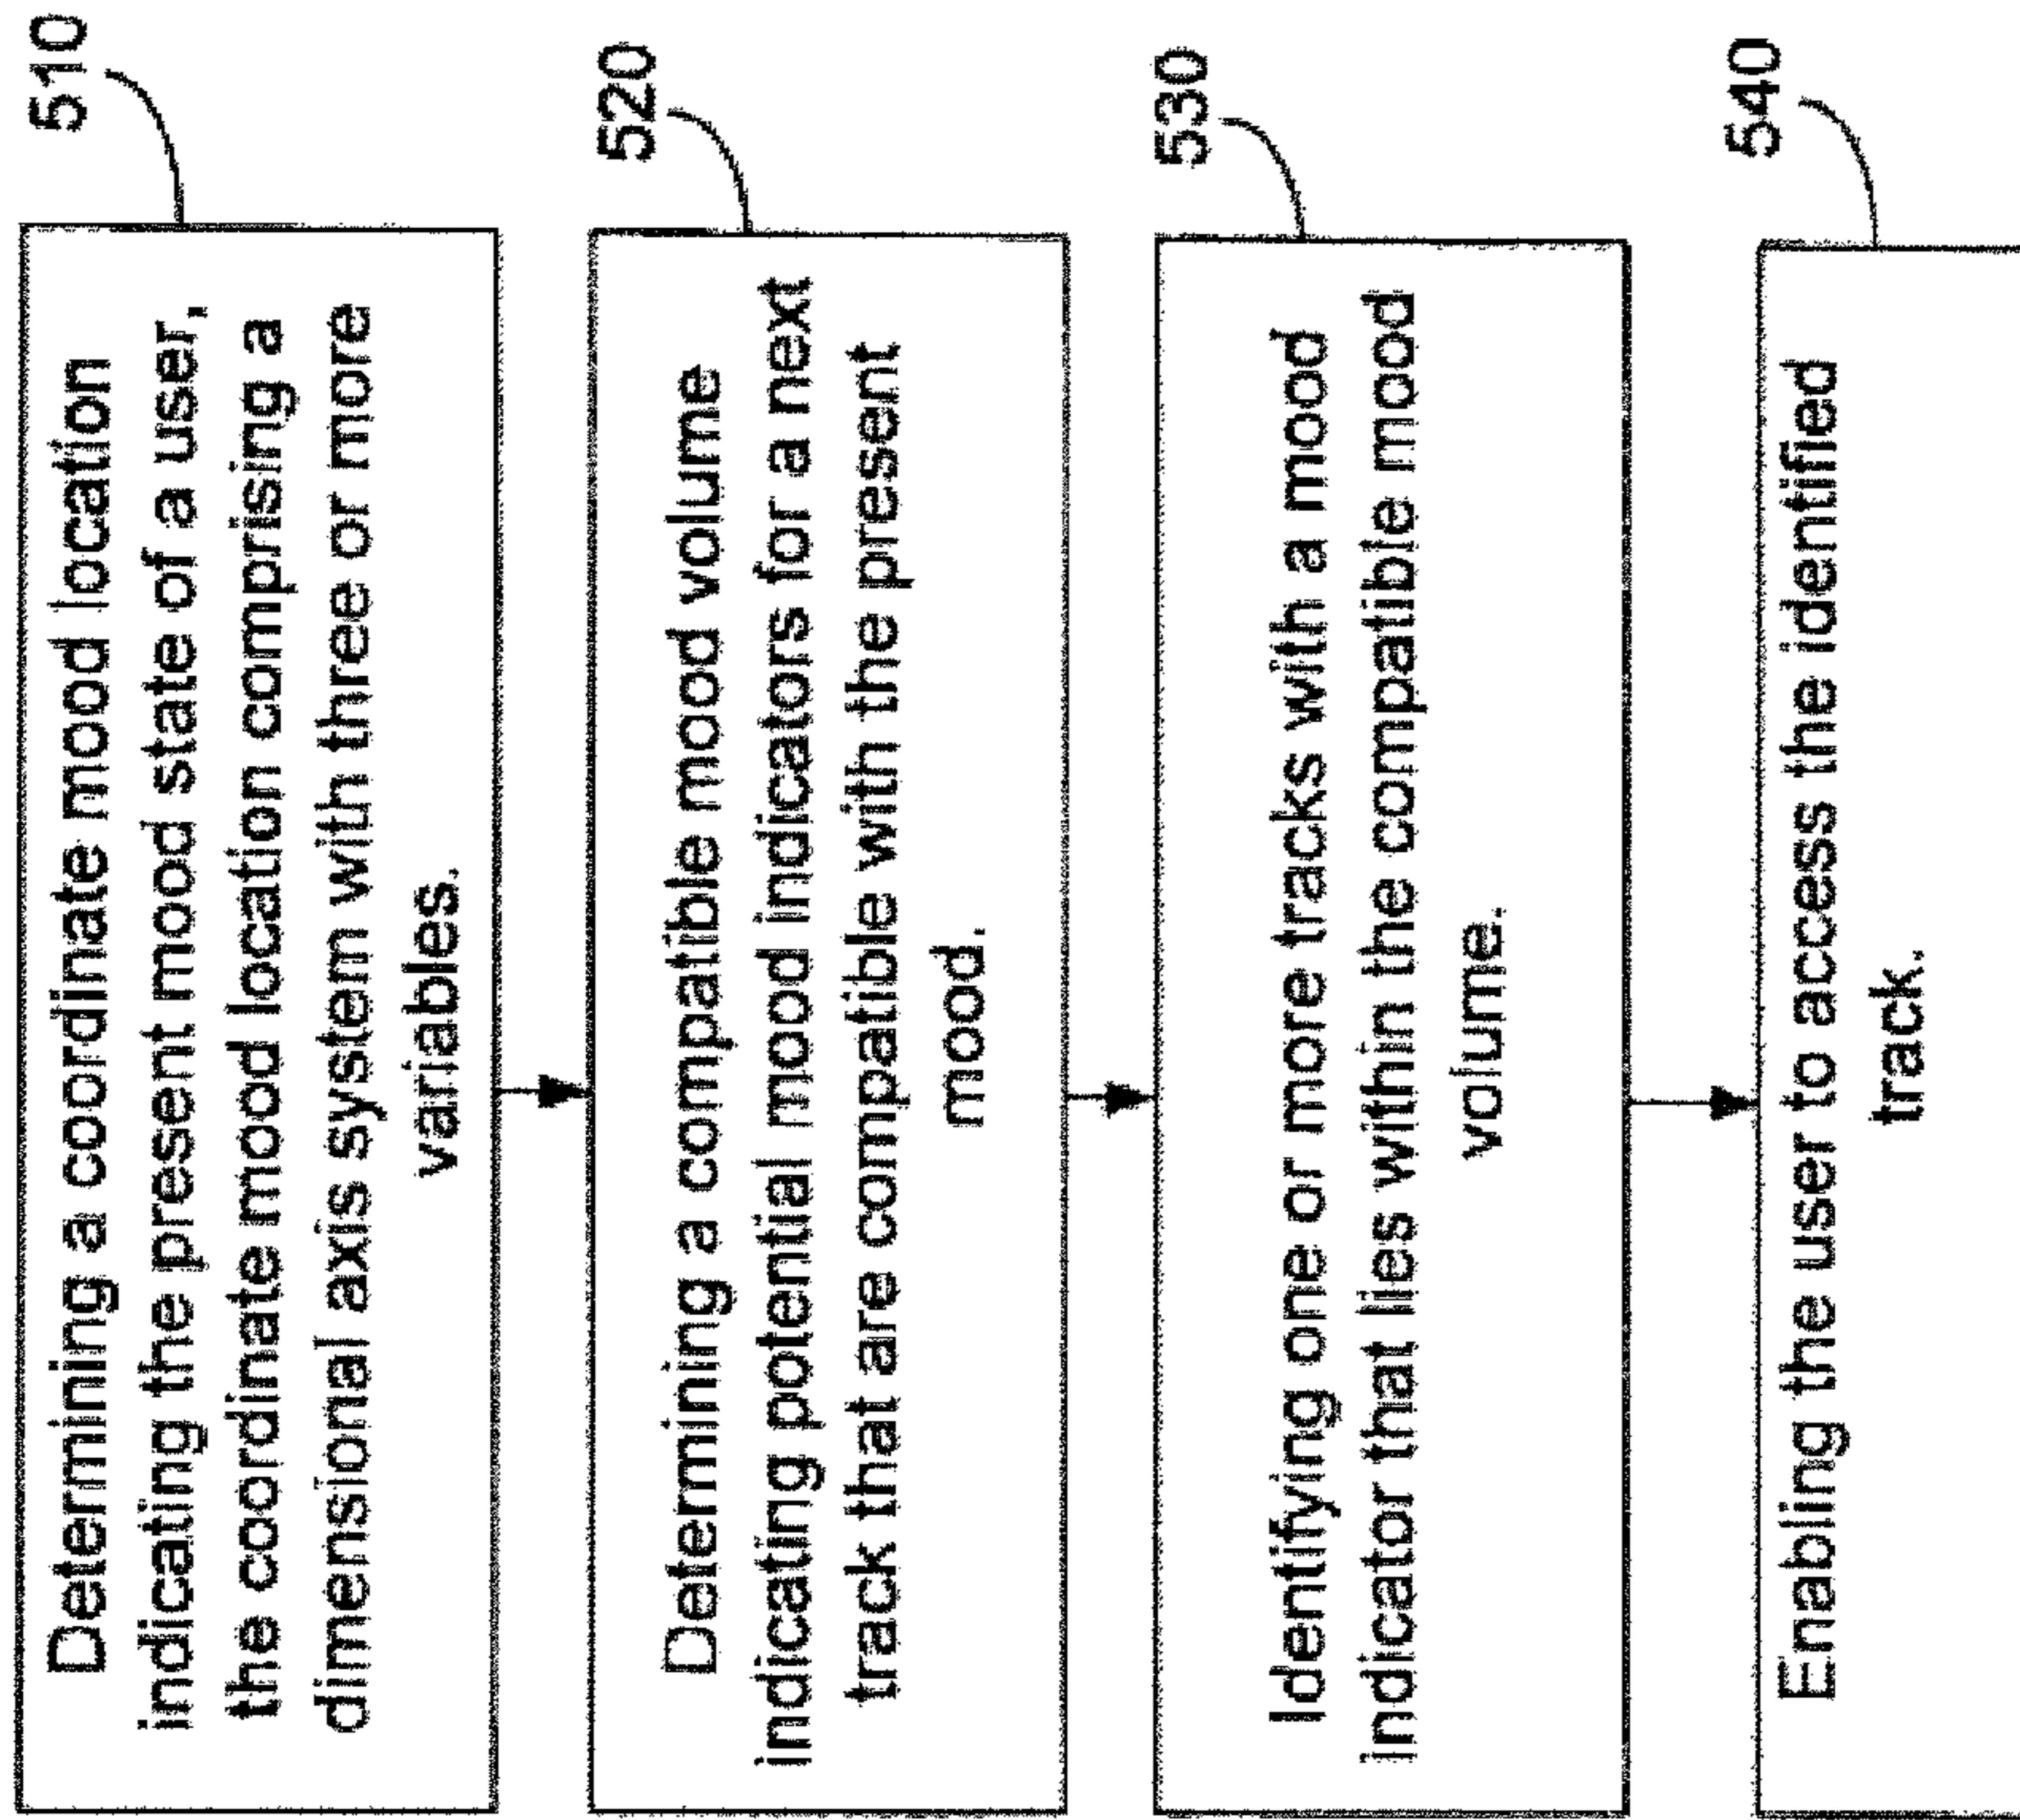 510
Determining a coordinate mood location
indicating the present mood state of a user,
the coordinate mood location comprising a
dimensional axis system with three or more
variables.
520
Determining a compatible mood volume
indicating potential mood indicators for a next
track that are compatible with the present
mood.
530
Identifying one or more tracks with a mood
indicator that lies within the compatible mood
volume.
540
Enabling the user to access the identified
track.